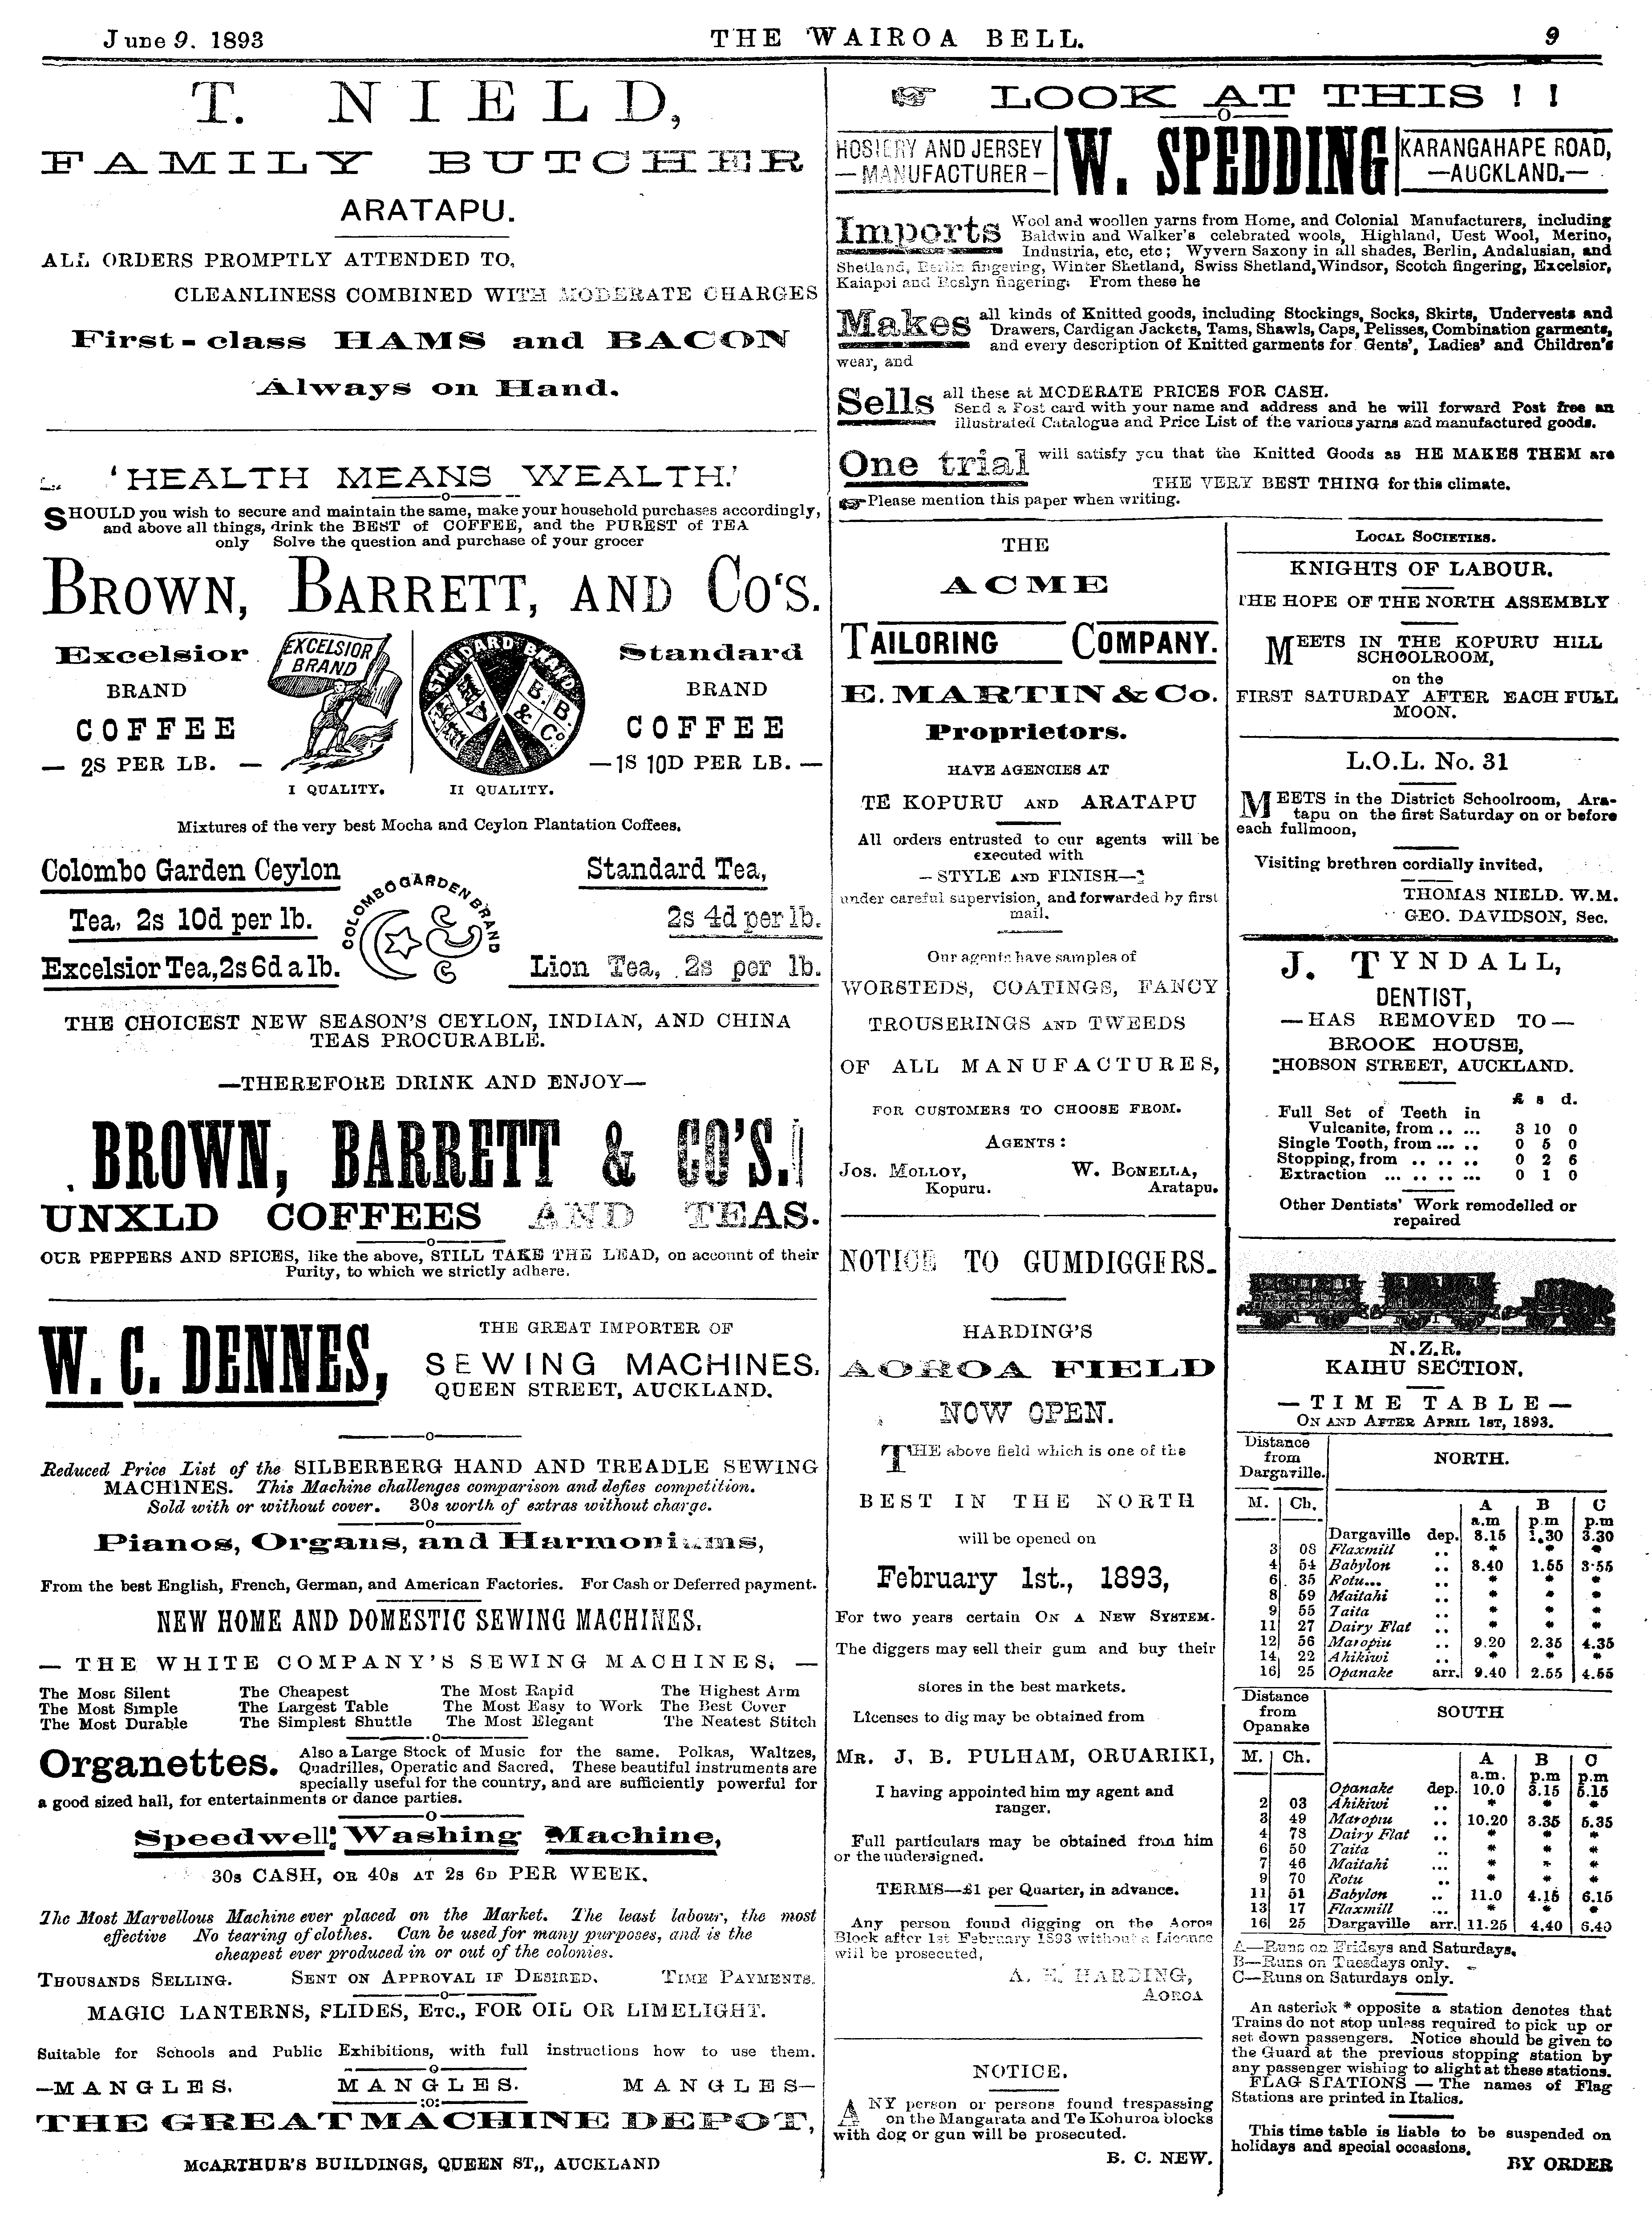 June 9. 1893
THE WAIROA BELL.
9
T. NIELD,
FAMILY BUTCHER
ARATAPU.
ALL ORDERS PROMPTLY ATTENDED TO,
CLEANLINESS COMBINED WITH MODERATE CHARGES
First-class HAMS and BACON
Always on Hand.
'HEALTH MEANS WEALTH.'
SHOULD you wish to secure and maintain the same, make your household purchases accordingly,
and above all things, drink the BEST of COFFEE, and the PUREST of TEA
only Solve the question and purchase of your grocer
BROWN, BARRETT, AND CO'S.
Excelsior
BRAND
COFFEE
— 2S PER LB. —
EXCELSIOR
BRAND
I QUALITY.
STANDARD BRAND
B. B. & Co
II QUALITY.
Standard
BRAND
COFFEE
—1S 10D PER LB. —
Mixtures of the very best Mocha and Ceylon Plantation Coffees.
Colombo Garden Ceylon
Tea, 2s 10d per lb.
Excelsior Tea, 2s 6d a lb.
COLOMBO GARDEN BRAND
Standard Tea,
2s 4d per lb.
Lion Tea, 2s per lb.
THE CHOICEST NEW SEASON'S CEYLON, INDIAN, AND CHINA
TEAS PROCURABLE.
—THEREFORE DRINK AND ENJOY—
BROWN, BARRETT & CO'S.
UNXLD COFFEES AND TEAS.
OUR PEPPERS AND SPICES, like the above, STILL TAKE THE LEAD, on account of their
Purity, to which we strictly adhere.
W. C. DENNES,
THE GREAT IMPORTER OF
SEWING MACHINES,
QUEEN STREET, AUCKLAND.
Reduced Price List of the SILBERBERG HAND AND TREADLE SEWING
MACHINES. This Machine challenges comparison and defies competition.
Sold with or without cover. 30s worth of extras without charge.
Pianos, Organs, and Harmoniums,
From the best English, French, German, and American Factories. For Cash or Deferred payment.
NEW HOME AND DOMESTIC SEWING MACHINES.
— THE WHITE COMPANY'S SEWING MACHINES. —
The Most Silent The Cheapest The Most Rapid The Highest Arm
The Most Simple The Largest Table The Most Easy to Work The Best Cover
The Most Durable The Simplest Shuttle The Most Elegant The Neatest Stitch
Organettes. Also a Large Stock of Music for the same. Polkas, Waltzes,
Quadrilles, Operatic and Sacred. These beautiful instruments are
specially useful for the country, and are sufficiently powerful for
a good sized hall, for entertainments or dance parties.
Speedwell Washing Machine,
30s CASH, OR 40s AT 2s 6D PER WEEK.
The Most Marvellous Machine ever placed on the Market. The least labour, the most
effective No tearing of clothes. Can be used for many purposes, and is the
cheapest ever produced in or out of the colonies.
THOUSANDS SELLING. SENT ON APPROVAL IF DESIRED. TIME PAYMENTS.
MAGIC LANTERNS, SLIDES, ETC., FOR OIL OR LIMELIGHT.
Suitable for Schools and Public Exhibitions, with full instructions how to use them.
—MANGLES. MANGLES. MANGLES—
THE GREAT MACHINE DEPOT,
McARTHUR'S BUILDINGS, QUEEN ST., AUCKLAND
LOOK AT THIS !!
HOSIERY AND JERSEY
— MANUFACTURER —
W. SPEDDING
KARANGAHAPE ROAD,
—AUCKLAND.—
Imports Wool and woollen yarns from Home, and Colonial Manufacturers, including
Baldwin and Walker's celebrated wools, Highland, Uest Wool, Merino,
Industria, etc, etc; Wyvern Saxony in all shades, Berlin, Andalusian, and
Shetland, Berlin fingering, Winter Shetland, Swiss Shetland, Windsor, Scotch fingering, Excelsior,
Kaiapoi and Roslyn fingering. From these he
Makes all kinds of Knitted goods, including Stockings, Socks, Skirts, Undervests and
Drawers, Cardigan Jackets, Tams, Shawls, Caps, Pelisses, Combination garments,
and every description of Knitted garments for Gents', Ladies' and Children's
wear, and
Sells all these at MODERATE PRICES FOR CASH.
Send a Post card with your name and address and he will forward Post free an
illustrated Catalogue and Price List of the various yarns and manufactured goods.
One trial will satisfy you that the Knitted Goods as HE MAKES THEM are
THE VERY BEST THING for this climate.
Please mention this paper when writing.
THE
ACME
TAILORING COMPANY.
E. MARTIN & Co.
Proprietors.
HAVE AGENCIES AT
TE KOPURU AND ARATAPU
All orders entrusted to our agents will be
executed with
— STYLE AND FINISH—
under careful supervision, and forwarded by first
mail.
Our agents have samples of
WORSTEDS, COATINGS, FANCY
TROUSERINGS AND TWEEDS
OF ALL MANUFACTURES,
FOR CUSTOMERS TO CHOOSE FROM.
AGENTS:
JOS. MOLLOY, W. BONELLA,
Kopuru. Aratapu.
NOTICE TO GUMDIGGERS.
HARDING'S
AOROA FIELD
NOW OPEN.
THE above field which is one of the
BEST IN THE NORTH
will be opened on
February 1st., 1893,
For two years certain ON A NEW SYSTEM.
The diggers may sell their gum and buy their
stores in the best markets.
Licenses to dig may be obtained from
MR. J. B. PULHAM, ORUARIKI,
I having appointed him my agent and
ranger.
Full particulars may be obtained from him
or the undersigned.
TERMS—£1 per Quarter, in advance.
Any person found digging on the Aoroa
Block after 1st February 1893 without a License
will be prosecuted,
A. E. HARDING,
AOROA
NOTICE.
ANY person or persons found trespassing
on the Mangarata and Te Kohuroa blocks
with dog or gun will be prosecuted.
B. C. NEW.
LOCAL SOCIETIES.
KNIGHTS OF LABOUR.
THE HOPE OF THE NORTH ASSEMBLY
MEETS IN THE KOPURU HILL
SCHOOLROOM,
on the
FIRST SATURDAY AFTER EACH FULL
MOON.
L.O.L. No. 31
MEETS in the District Schoolroom, Ara-
tapu on the first Saturday on or before
each fullmoon,
Visiting brethren cordially invited,
THOMAS NIELD. W.M.
GEO. DAVIDSON, Sec.
J. TYNDALL,
DENTIST,
—HAS REMOVED TO—
BROOK HOUSE,
HOBSON STREET, AUCKLAND.
£ s d.
Full Set of Teeth in
Vulcanite, from .. ... 3 10 0
Single Tooth, from ... .. 0 5 0
Stopping, from .. .. .. .. 0 2 6
Extraction ... .. .. .. ... 0 1 0
Other Dentists' Work remodelled or
repaired
N.Z.R.
KAIHU SECTION.
—TIME TABLE—
ON AND AFTER APRIL 1ST, 1893.
Distance
from
Dargaville.
NORTH.
M. Ch. A B C
a.m p.m p.m
Dargaville dep. 8.15 1.30 3.30
3 08 Flaxmill .. * * *
4 54 Babylon .. 8.40 1.55 3.55
6 35 Rotu... .. * * *
8 59 Maitahi .. * * *
9 55 Taita .. * * *
11 27 Dairy Flat .. * * *
12 56 Maropiu .. 9.20 2.35 4.35
14 22 Ahikiwi .. * * *
16 25 Opanake arr. 9.40 2.55 4.55
Distance
from
Opanake
SOUTH
M. Ch. A B C
a.m. p.m p.m
Opanake dep. 10.0 3.15 5.15
2 03 Ahikiwi .. * * *
3 49 Maropiu .. 10.20 3.35 5.35
4 78 Dairy Flat .. * * *
6 50 Taita .. * * *
7 46 Maitahi ... * * *
9 70 Rotu .. * * *
11 51 Babylon .. 11.0 4.15 6.15
13 17 Flaxmill ... * * *
16 25 Dargaville arr. 11.25 4.40 6.40
A—Runs on Fridays and Saturdays.
B—Runs on Tuesdays only.
C—Runs on Saturdays only.
An asterick * opposite a station denotes that
Trains do not stop unless required to pick up or
set down passengers. Notice should be given to
the Guard at the previous stopping station by
any passenger wishing to alight at these stations.
FLAG STATIONS — The names of Flag
Stations are printed in Italics.
This time table is liable to be suspended on
holidays and special occasions.
BY ORDER